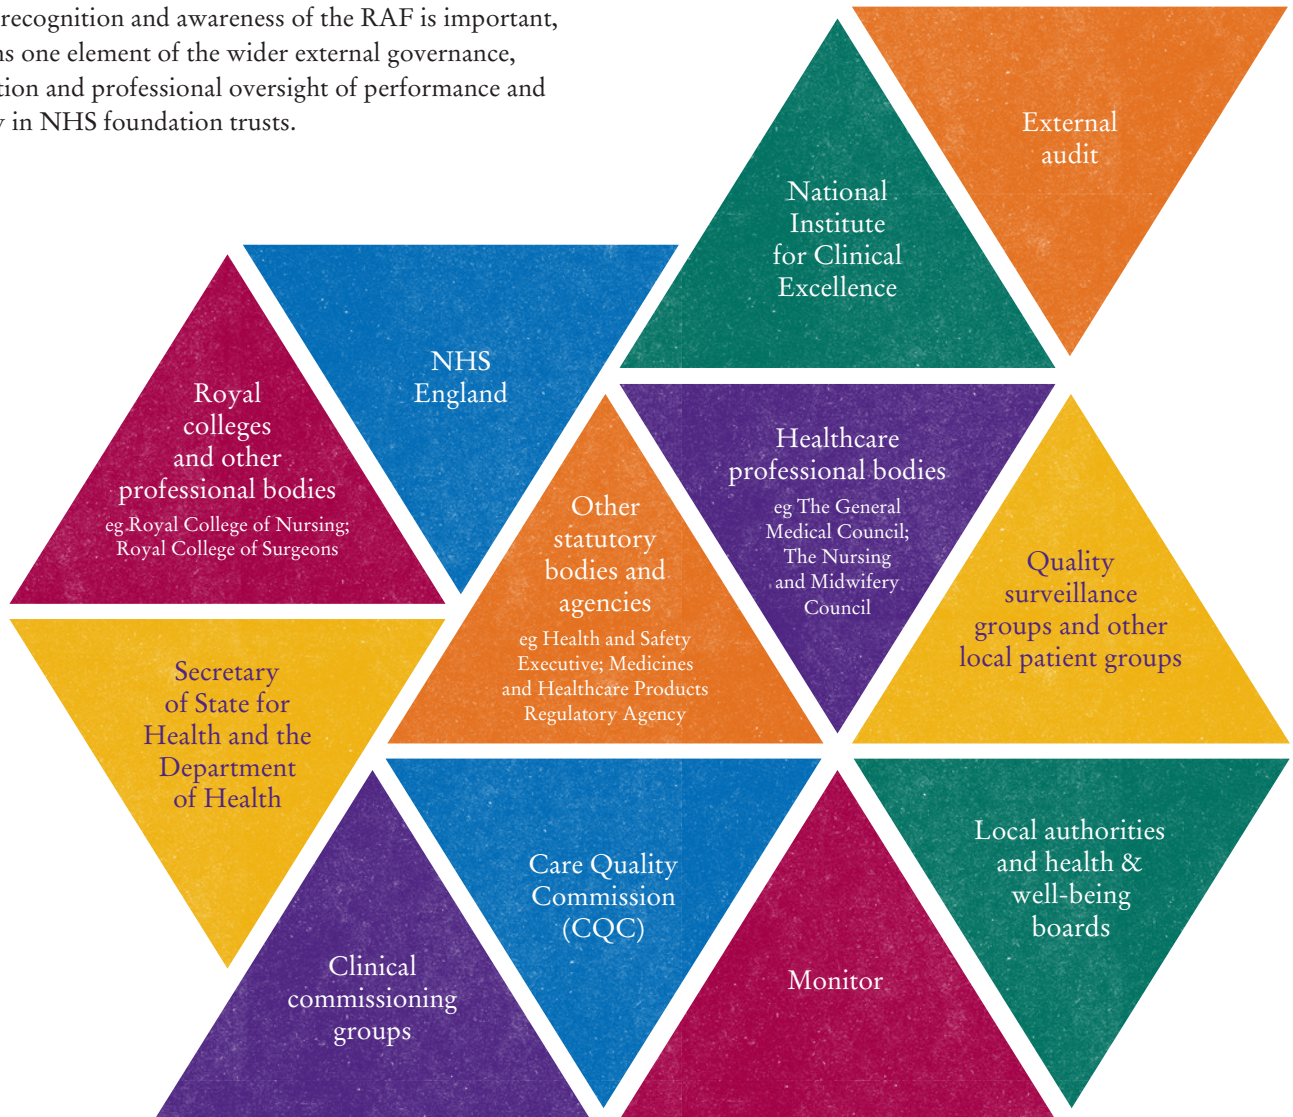 recognition and awareness of the RAF is important,
one element of the wider external governance,
and professional oversight of performance and
in NHS foundation trusts.
External
audit
National
Institute
for Clinical
Excellence
NHS
England
Royal
colleges
and other
professional bodies
eg.Royal College of Nursing;
Royal College of Surgeons
Healthcare
professional bodies
eg The General
Medical Council;
The Nursing
and Midwifery
Council
Other
statutory
bodies and
agencies
eg Health and Safety
Executive; Medicines
and Healthcare Products
Regulatory Agency
Quality
surveillance
groups and other
local patient groups
Secretary
of State for
Health and the
Department
of Health
Clinical
commissioning
groups
Care Quality
Commission
(CQC)
Monitor
Local authorities
and health &
well-being
boards